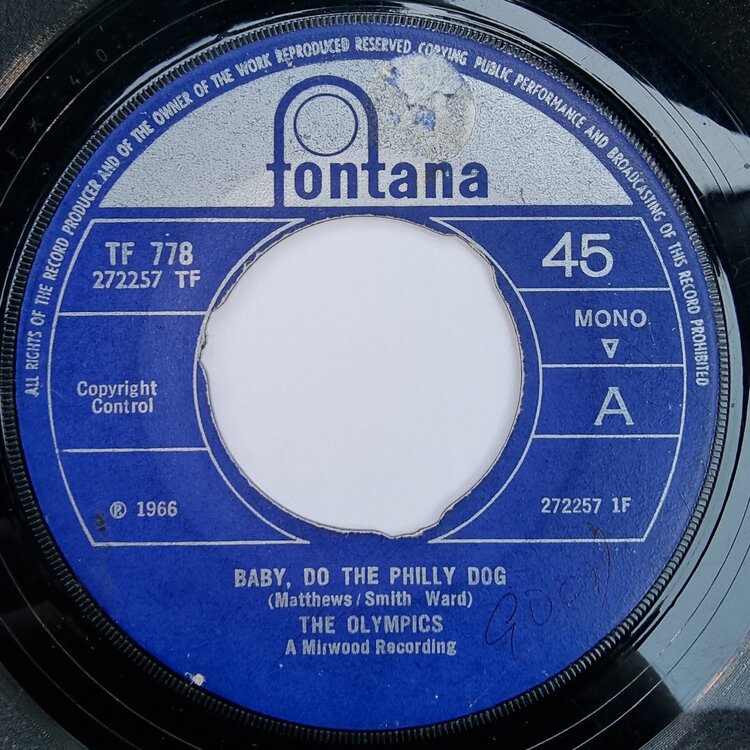 ALL RIGHTS OF THE RECORD PRODUCER AND OF THE OWNER OF THE WORK REPRODUCED RESERVED. COPYING PUBLIC PERFORMANCE AND BROADCASTING OF THIS RECORD PROHIBITED
fontana
TF 778
272257 TF
45
MONO
Copyright
Control
A
℗ 1966
272257 1F
BABY, DO THE PHILLY DOG
(Matthews / Smith Ward)
THE OLYMPICS
A Mirwood Recording
GOOD